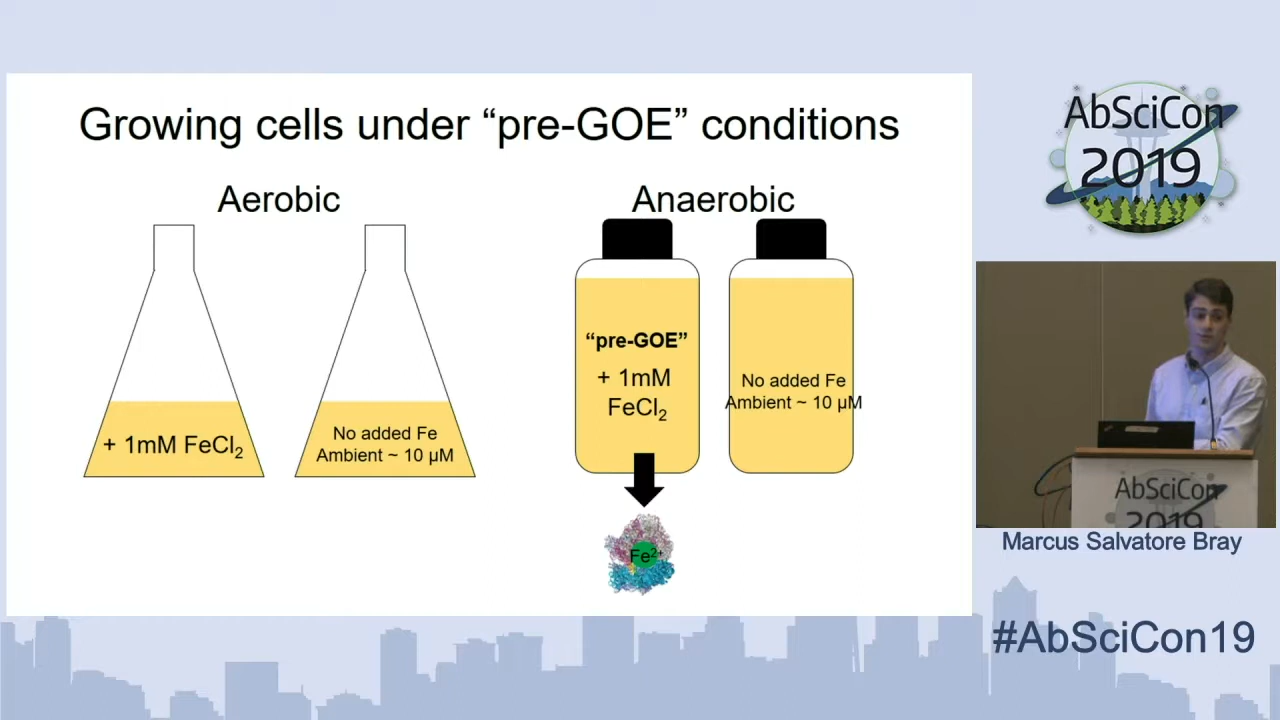 Growing cells under “pre-GOE” conditions
Aerobic
Anaerobic
+ 1mM FeCl₂
No added Fe
Ambient ~ 10 µM
“pre-GOE”
+ 1mM
FeCl₂
No added Fe
Ambient ~ 10 µM
Fe²⁺
AbSciCon
2019
AbSciCon
2019
Marcus Salvatore Bray
#AbSciCon19